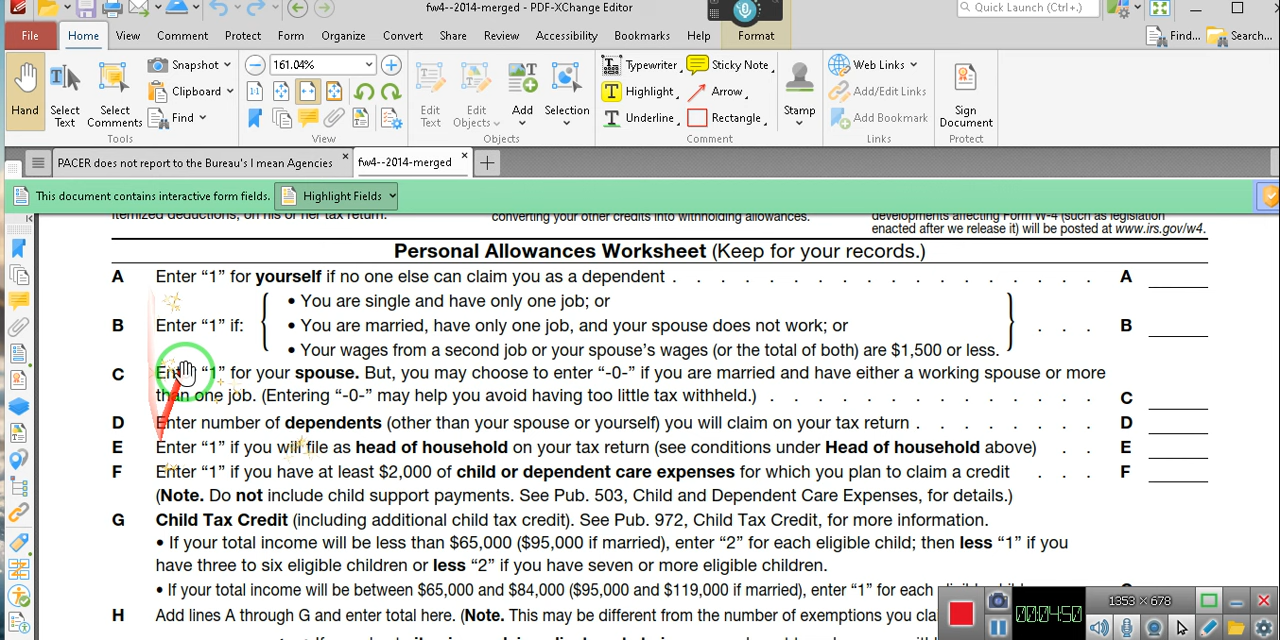 fw4--2014-merged - PDF-XChange Editor
Quick Launch (Ctrl+.)
File Home View Comment Protect Form Organize Convert Share Review Accessibility Bookmarks Help Format Find... Search...
Hand
Select Text
Select Comments
Snapshot
Clipboard
Find
Tools
161.04%
1:1
View
Edit Text
Edit Objects
Add
Selection
Objects
Typewriter
Highlight
Underline
Sticky Note
Arrow
Rectangle
Stamp
Comment
Web Links
Add/Edit Links
Add Bookmark
Links
Sign Document
Protect
PACER does not report to the Bureau's I mean Agencies
fw4--2014-merged
This document contains interactive form fields. Highlight Fields
itemized deductions, on his or her tax return.
converting your other credits into withholding allowances.
developments affecting Form W-4 (such as legislation
enacted after we release it) will be posted at www.irs.gov/w4.
Personal Allowances Worksheet (Keep for your records.)
A Enter “1” for yourself if no one else can claim you as a dependent . . . . . . . . . . . . . . . . A
• You are single and have only one job; or
B Enter “1” if: { • You are married, have only one job, and your spouse does not work; or } . . . B
• Your wages from a second job or your spouse’s wages (or the total of both) are $1,500 or less.
C Enter “1” for your spouse. But, you may choose to enter “-0-” if you are married and have either a working spouse or more
than one job. (Entering “-0-” may help you avoid having too little tax withheld.) . . . . . . . . . . . . . C
D Enter number of dependents (other than your spouse or yourself) you will claim on your tax return . . . . . . D
E Enter “1” if you will file as head of household on your tax return (see conditions under Head of household above) . . E
F Enter “1” if you have at least $2,000 of child or dependent care expenses for which you plan to claim a credit . . . F
(Note. Do not include child support payments. See Pub. 503, Child and Dependent Care Expenses, for details.)
G Child Tax Credit (including additional child tax credit). See Pub. 972, Child Tax Credit, for more information.
• If your total income will be less than $65,000 ($95,000 if married), enter “2” for each eligible child; then less “1” if you
have three to six eligible children or less “2” if you have seven or more eligible children.
• If your total income will be between $65,000 and $84,000 ($95,000 and $119,000 if married), enter “1” for each
H Add lines A through G and enter total here. (Note. This may be different from the number of exemptions you
00:04:50
1353 × 678